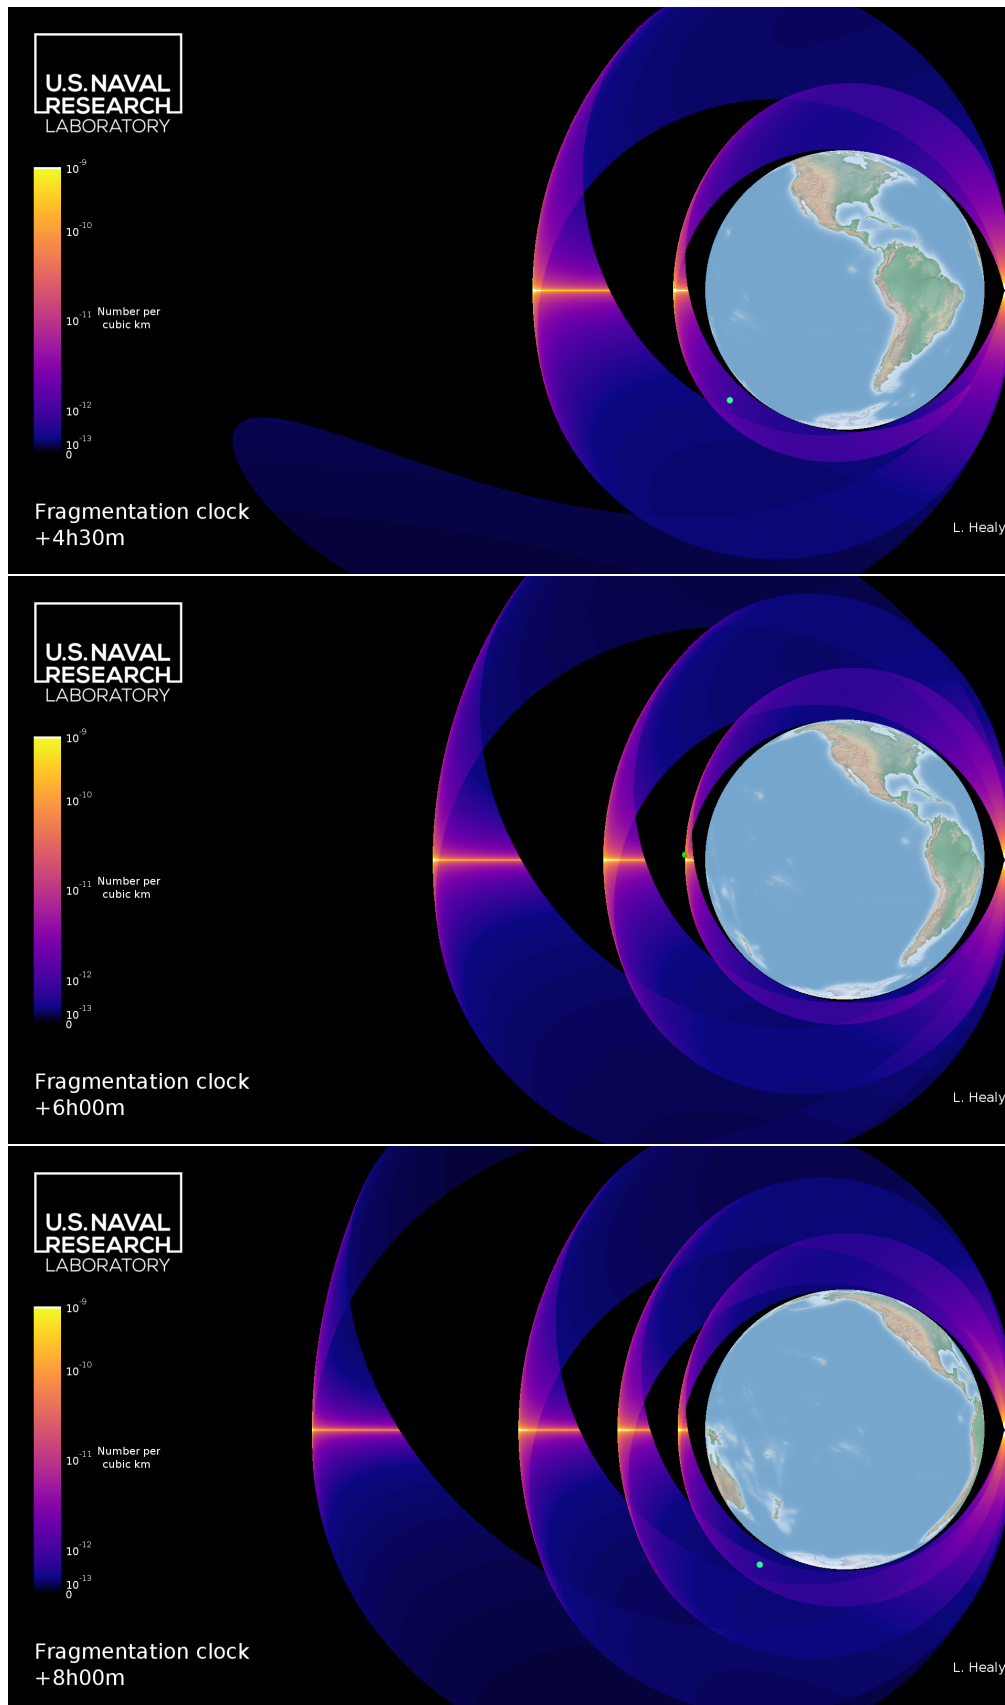 U.S. NAVAL
RESEARCH
LABORATORY
10-9
10-10
10-11
Number per
cubic km
10-12
10-13
0
Fragmentation clock
+4h30m
L. Healy
U.S. NAVAL
RESEARCH
LABORATORY
10-9
10-10
10-11
Number per
cubic km
10-12
10-13
0
Fragmentation clock
+6h00m
L. Healy
U.S. NAVAL
RESEARCH
LABORATORY
10-9
10-10
10-11
Number per
cubic km
10-12
10-13
0
Fragmentation clock
+8h00m
L. Healy